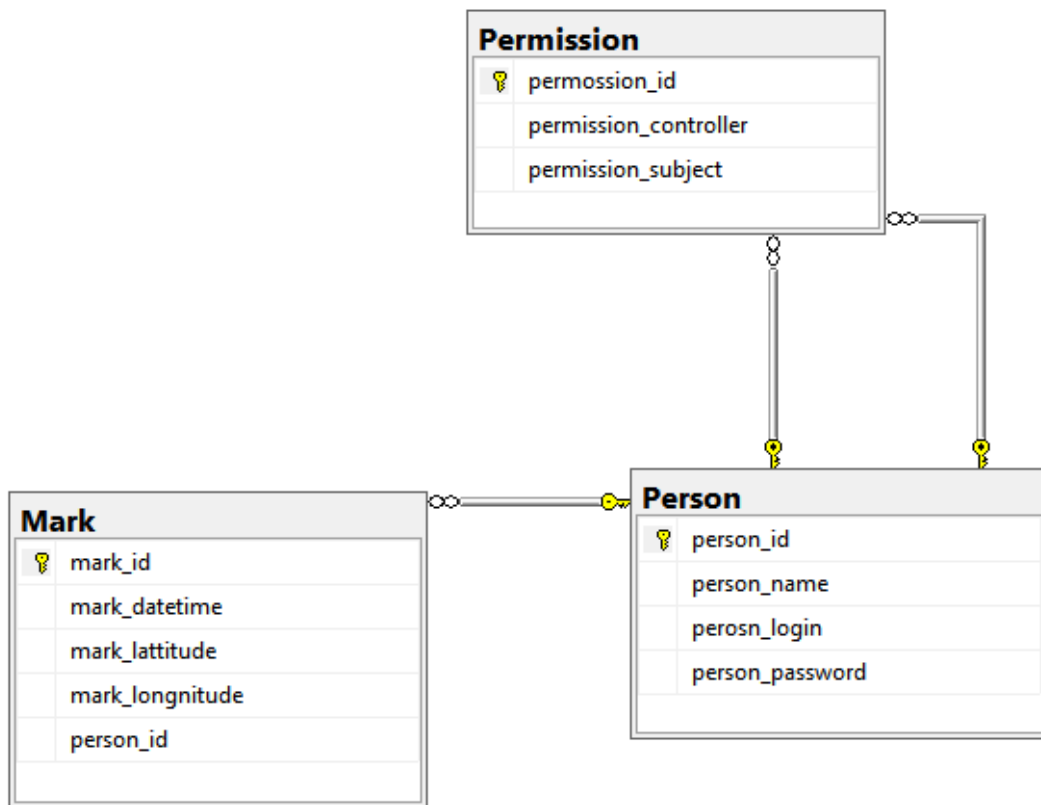 Permission
permossion_id
permission_controller
permission_subject
Mark
mark_id
mark_datetime
mark_lattitude
mark_longnitude
person_id
Person
person_id
person_name
perosn_login
person_password